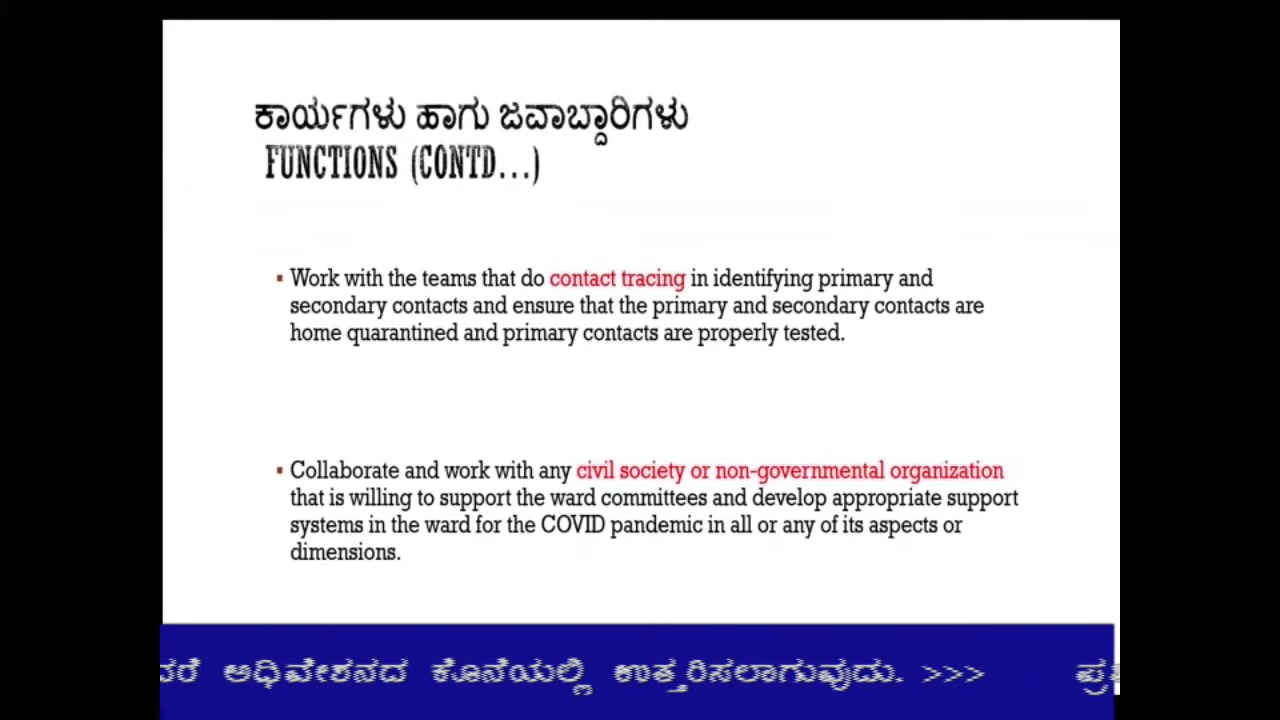 ಕಾರ್ಯಗಳು ಹಾಗು ಜವಾಬ್ದಾರಿಗಳು
FUNCTIONS (CONTD...)
▪ Work with the teams that do contact tracing in identifying primary and
secondary contacts and ensure that the primary and secondary contacts are
home quarantined and primary contacts are properly tested.
▪ Collaborate and work with any civil society or non-governmental organization
that is willing to support the ward committees and develop appropriate support
systems in the ward for the COVID pandemic in all or any of its aspects or
dimensions.
ಅಧಿವೇಶನದ ಕೊನೆಯಲ್ಲಿ ಉತ್ತರಿಸಲಾಗುವುದು. >>>